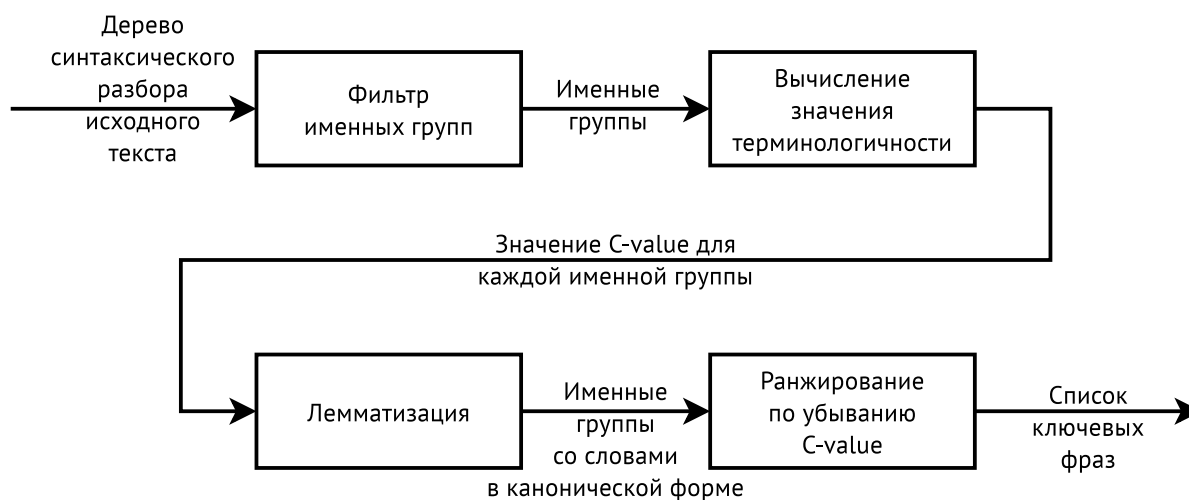 Дерево
синтаксического
разбора
исходного
текста
Фильтр
именных групп
Именные
группы
Вычисление
значения
терминологичности
Значение C-value для
каждой именной группы
Лемматизация
Именные
группы
со словами
в канонической форме
Ранжирование
по убыванию
C-value
Список
ключевых
фраз